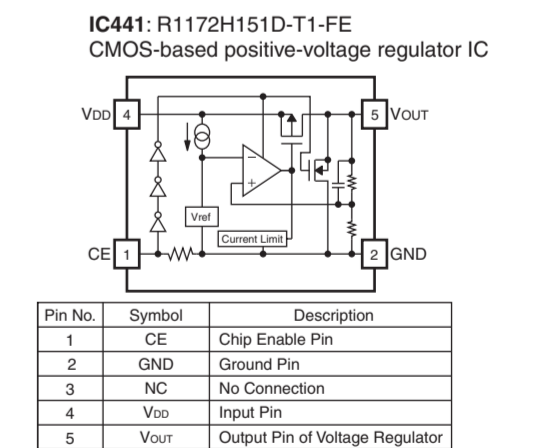 IC441: R1172H151D-T1-FE
CMOS-based positive-voltage regulator IC
VDD 4 5 VOUT
− +
Vref
Current Limit
CE 1 2 GND
Pin No. Symbol Description
1 CE Chip Enable Pin
2 GND Ground Pin
3 NC No Connection
4 VDD Input Pin
5 VOUT Output Pin of Voltage Regulator